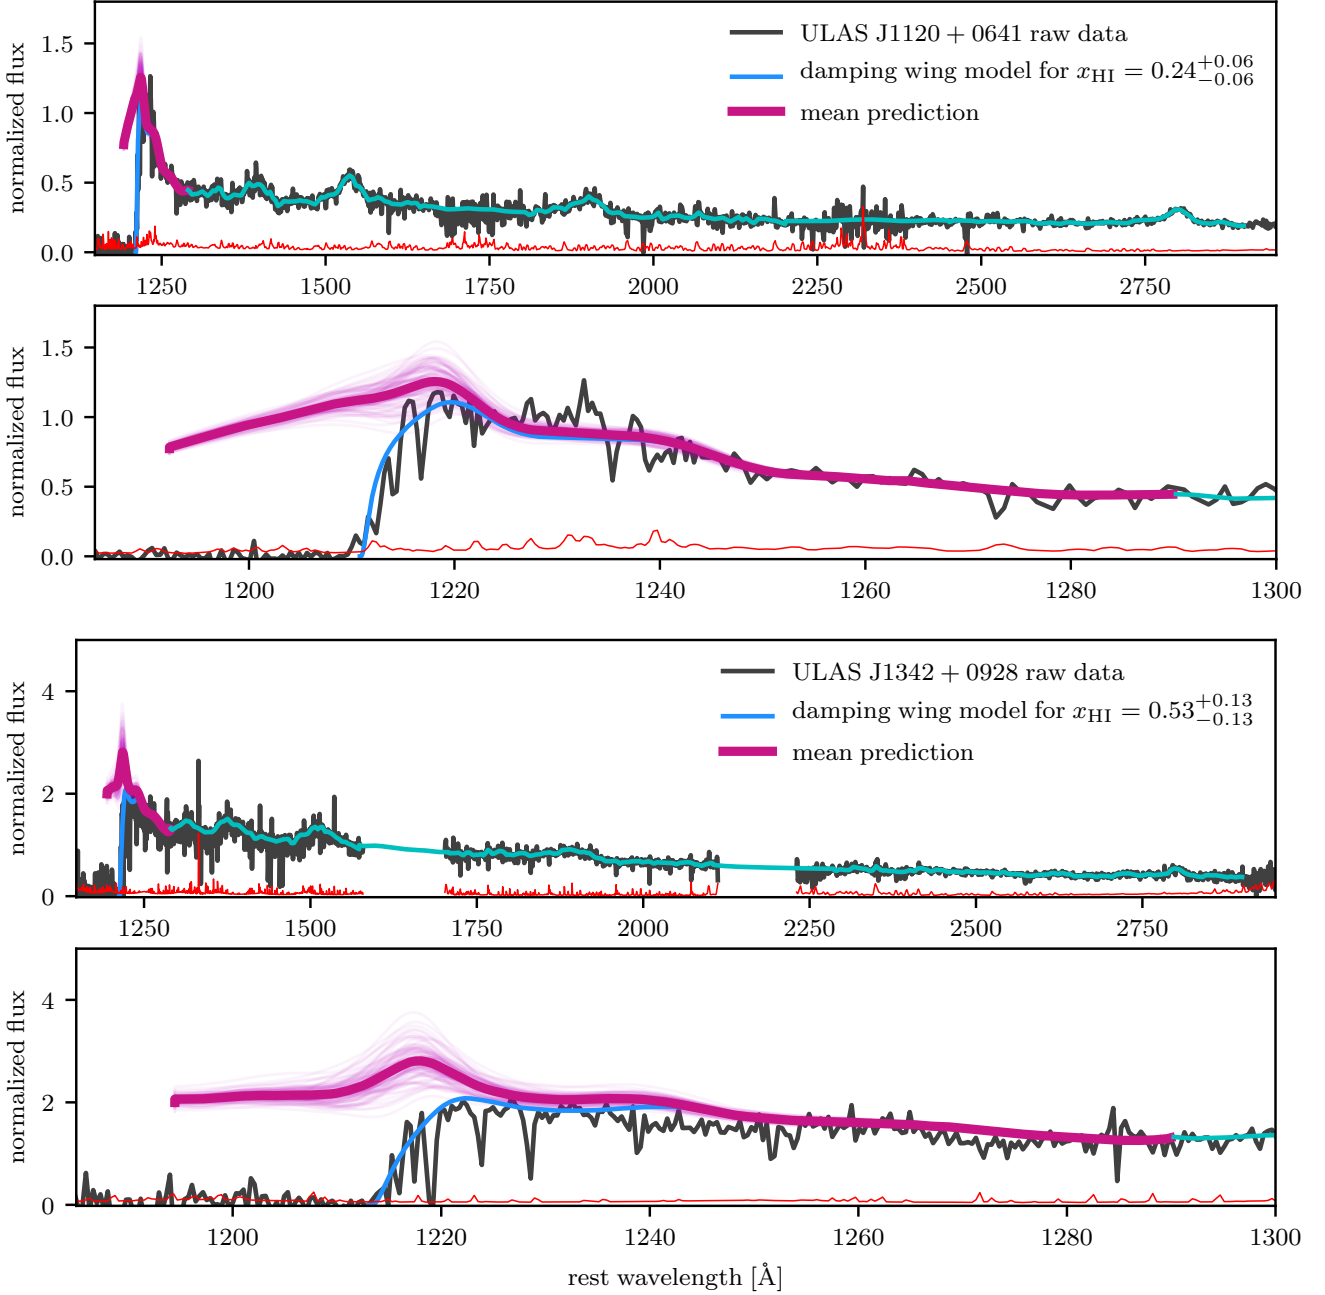 normalized flux
1.5
1.0
0.5
0.0
ULAS J1120 + 0641 raw data
damping wing model for x_HI = 0.24^{+0.06}_{−0.06}
mean prediction
1250 1500 1750 2000 2250 2500 2750
normalized flux
1.5
1.0
0.5
0.0
1200 1220 1240 1260 1280 1300
normalized flux
4
2
0
ULAS J1342 + 0928 raw data
damping wing model for x_HI = 0.53^{+0.13}_{−0.13}
mean prediction
1250 1500 1750 2000 2250 2500 2750
normalized flux
4
2
0
1200 1220 1240 1260 1280 1300
rest wavelength [Å]